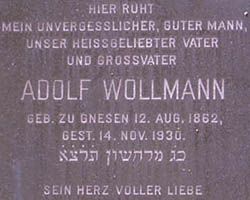 HIER RUHT
MEIN UNVERGESSLICHER, GUTER MANN,
UNSER HEISSGELIEBTER VATER
UND GROSSVATER
ADOLF WOLLMANN
GEB. ZU GNESEN 12. AUG. 1862,
GEST. 14. NOV. 1930.
כג מרחשון תרצא
SEIN HERZ VOLLER LIEBE